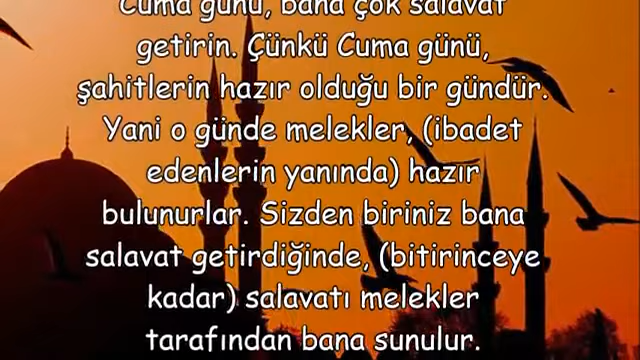 Cuma günü, bana çok salavat
getirin. Çünkü Cuma günü,
şahitlerin hazır olduğu bir gündür.
Yani o günde melekler, (ibadet
edenlerin yanında) hazır
bulunurlar. Sizden biriniz bana
salavat getirdiğinde, (bitirinceye
kadar) salavatı melekler
tarafından bana sunulur.